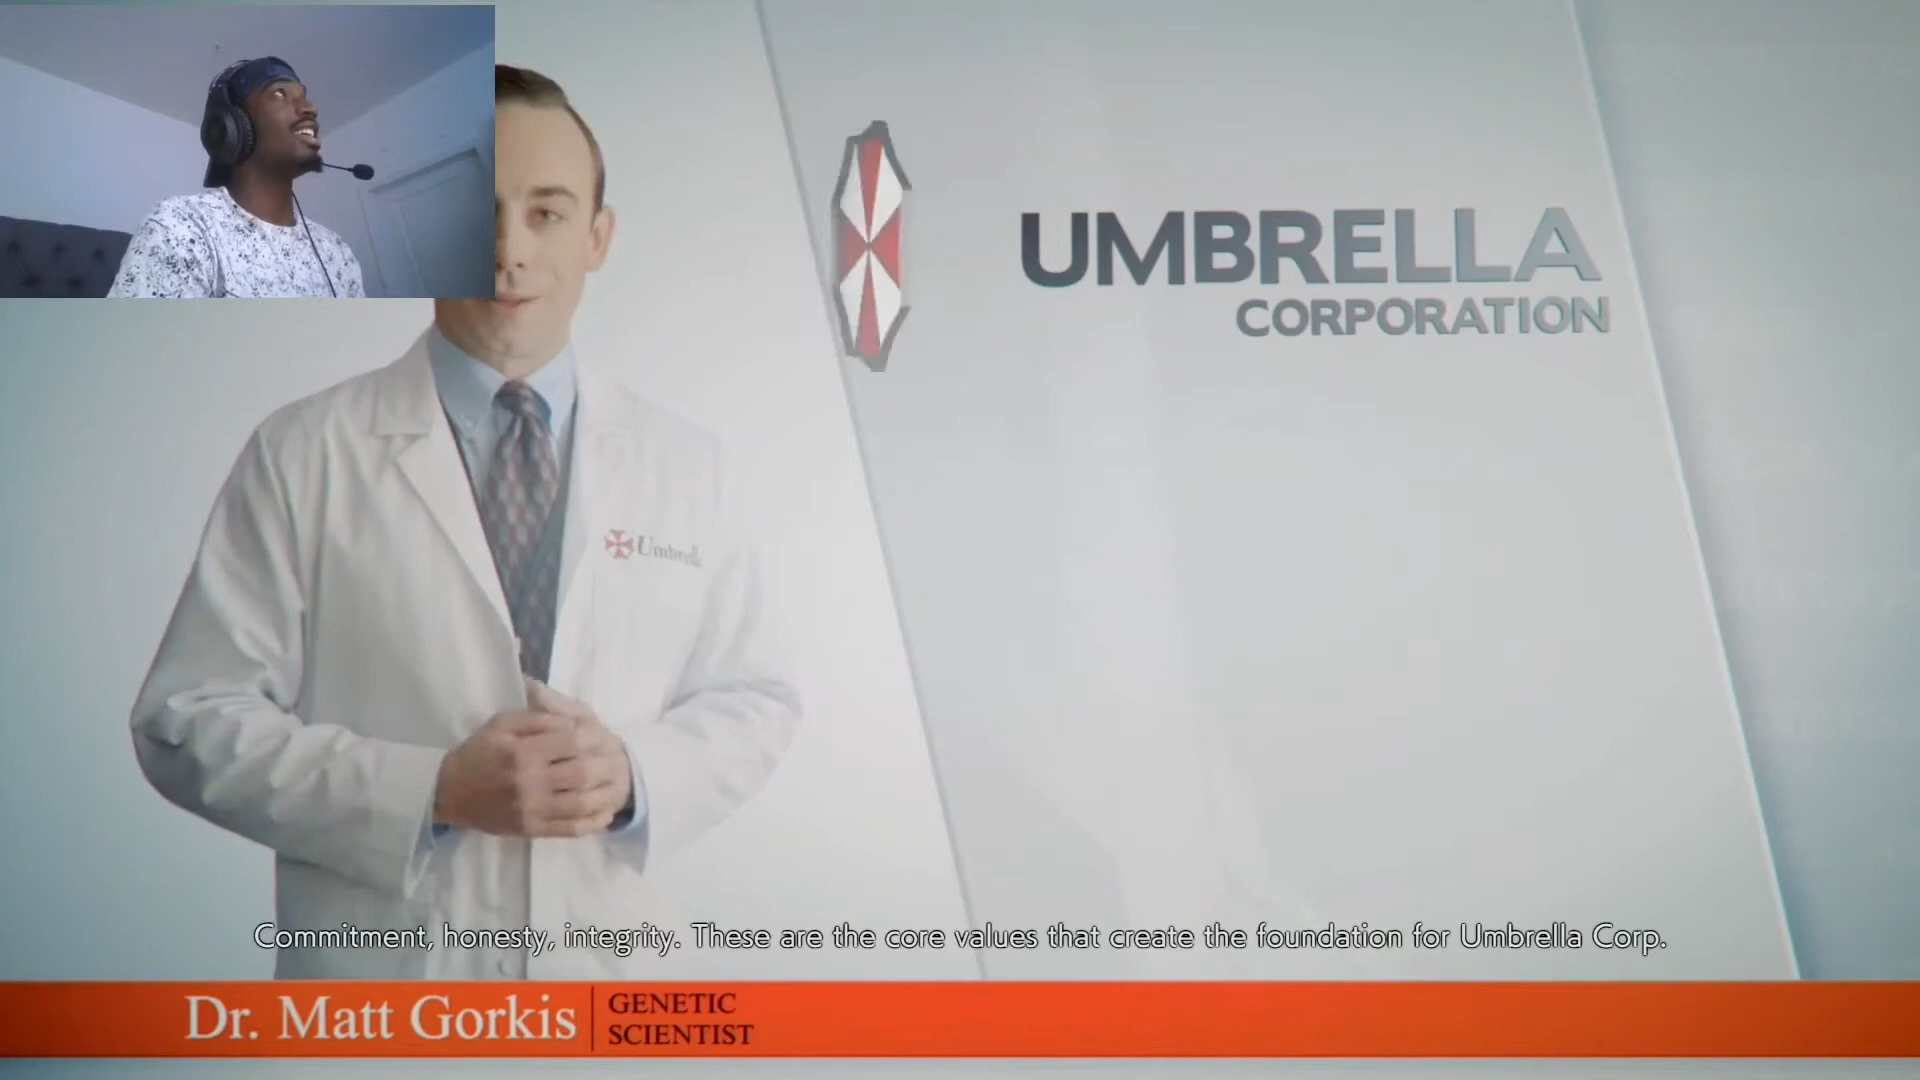 UMBRELLA
CORPORATION
Umbrella
Commitment, honesty, integrity. These are the core values that create the foundation for Umbrella Corp.
Dr. Matt Gorkis
GENETIC
SCIENTIST